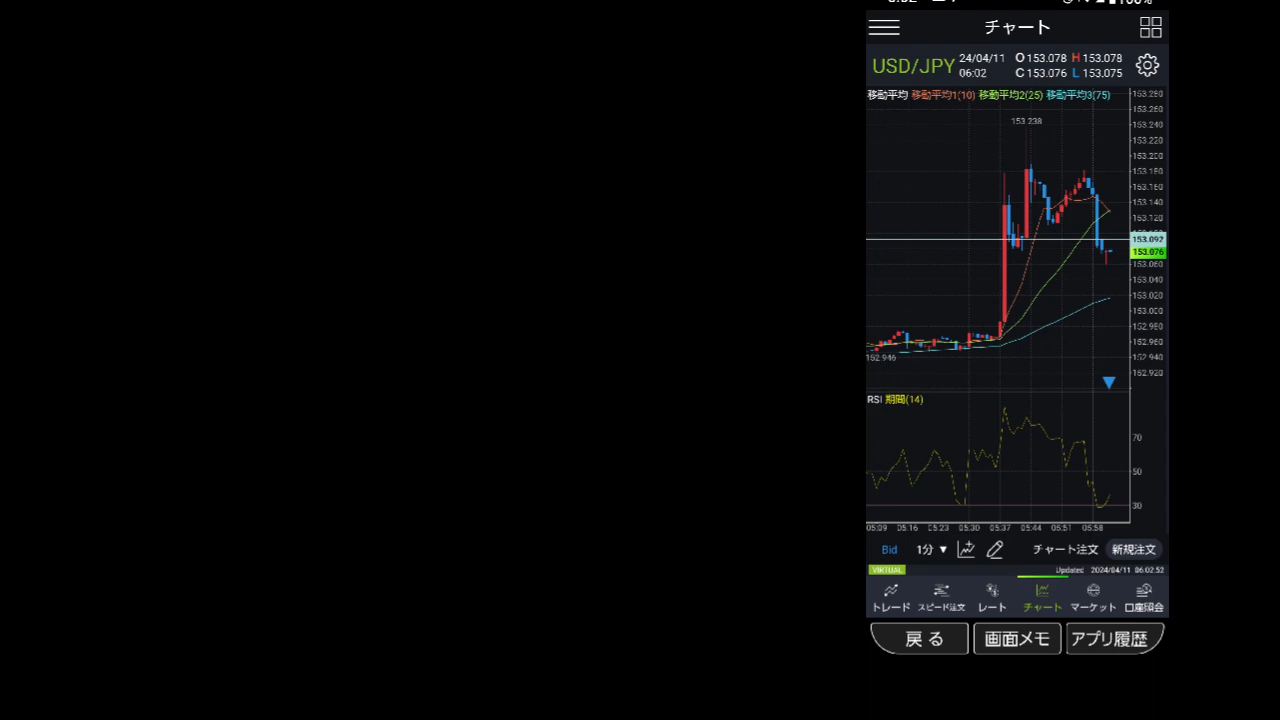 チャート
USD/JPY 24/04/11 06:02 O 153.078 H 153.078
C 153.076 L 153.075
移動平均 移動平均1(10) 移動平均2(25) 移動平均3(75)
153.280
153.260
153.240
153.238
153.220
153.200
153.180
153.160
153.140
153.120
153.092
153.076
153.060
153.040
153.020
153.000
152.980
152.960
152.946
152.940
152.920
RSI 期間(14)
70
50
30
05:09 05:16 05:23 05:30 05:37 05:44 05:51 05:58
Bid 1分 ▼ チャート注文 新規注文
VIRTUAL Updated 2024/04/11 06:02:52
トレード スピード注文 レート チャート マーケット 口座照会
戻る 画面メモ アプリ履歴